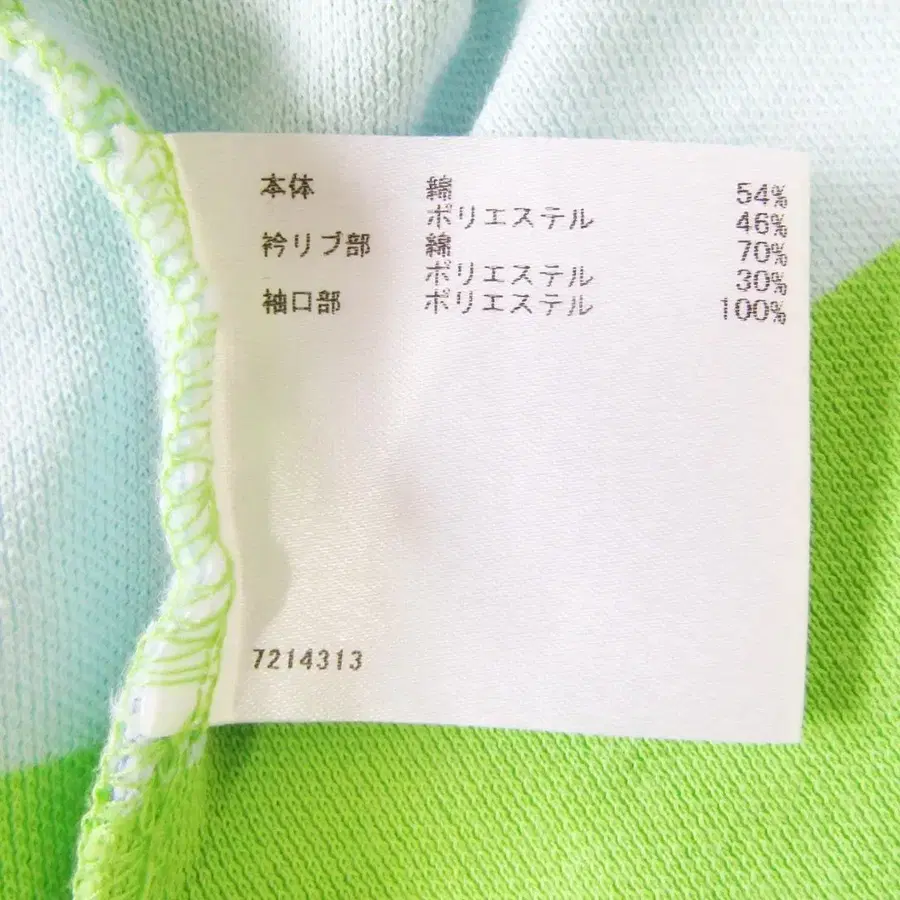 本体 綿 54%
ポリエステル 46%
衿リブ部 綿 70%
ポリエステル 30%
袖口部 ポリエステル 100%
7214313